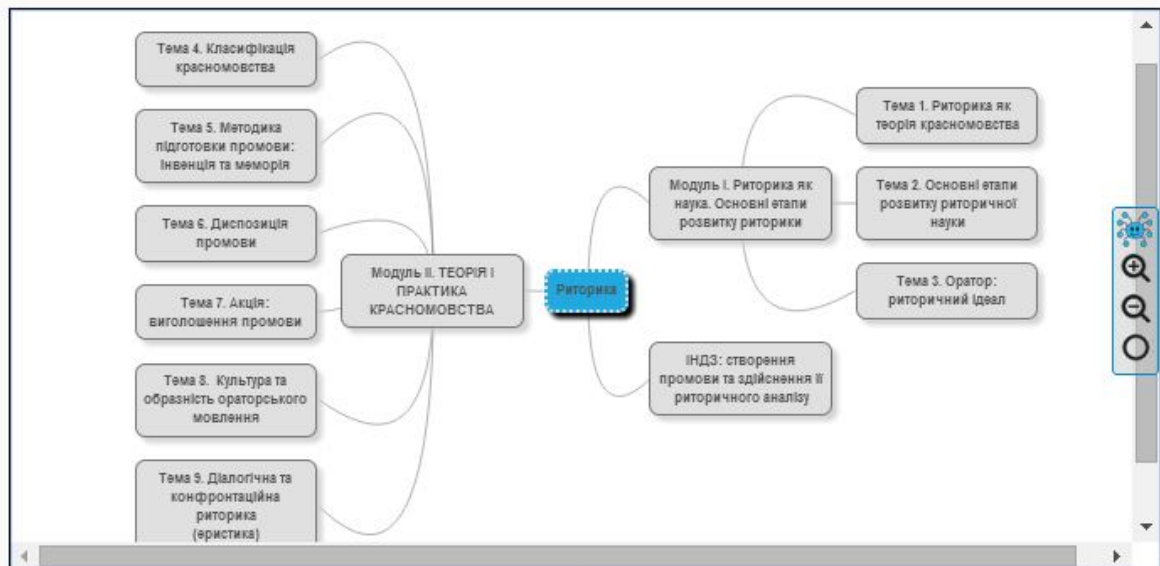 Тема 4. Класифікація
красномовства
Тема 5. Методика
підготовки промови:
інвенція та меморія
Тема 6. Диспозиція
промови
Тема 7. Акція:
виголошення промови
Тема 8. Культура та
образність ораторського
мовлення
Тема 9. Діалогічна та
конфронтаційна
риторика
(еристика)
Модуль ІІ. ТЕОРІЯ І
ПРАКТИКА
КРАСНОМОВСТВА
Риторика
Модуль І. Риторика як
наука. Основні етапи
розвитку риторики
ІНДЗ: створення
промови та здійснення її
риторичного аналізу
Тема 1. Риторика як
теорія красномовства
Тема 2. Основні етапи
розвитку риторичної
науки
Тема 3. Оратор:
риторичний ідеал